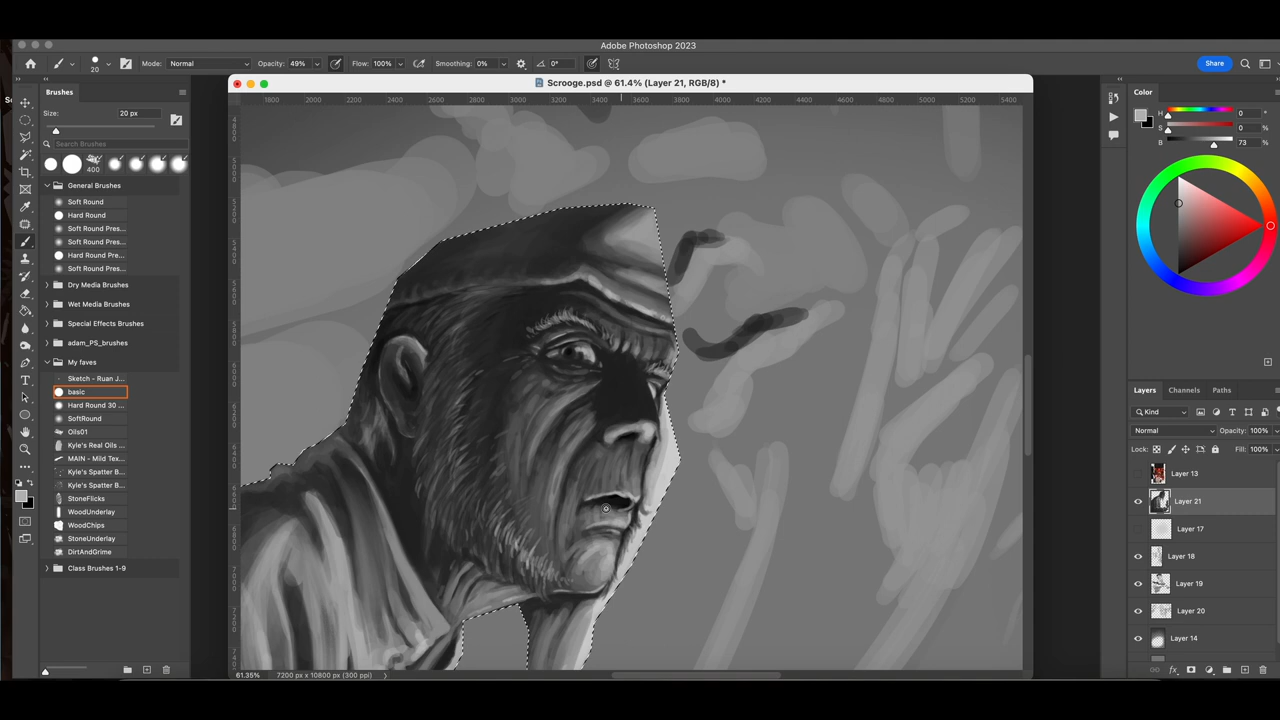 Adobe Photoshop 2023
20
Mode: Normal
Opacity: 49%
Flow: 100%
Smoothing: 0%
0°
Share
Brushes
Size: 20 px
Search Brushes
400
General Brushes
Soft Round
Hard Round
Soft Round Pres...
Soft Round Pres...
Hard Round Pre...
Soft Round Pres...
Dry Media Brushes
Wet Media Brushes
Special Effects Brushes
adam_PS_brushes
My faves
Sketch - Ruan J...
basic
Hard Round 30 ...
SoftRound
Oils01
Kyle's Real Oils ...
MAIN - Mild Tex...
Kyle's Spatter B...
Kyle's Spatter B...
StoneFlicks
WoodUnderlay
WoodChips
StoneUnderlay
DirtAndGrime
Class Brushes 1-9
Scrooge.psd @ 61.4% (Layer 21, RGB/8) *
1800 2000 2200 2400 2600 2800 3000 3200 3400 3600 3800 4000 4200 4400 4600 4800 5000 5200 5400
61.35% 7200 px x 10800 px (300 ppi)
Color
H 0 °
S 0 %
B 73 %
Layers Channels Paths
Kind
Normal Opacity: 100%
Lock: Fill: 100%
Layer 13
Layer 21
Layer 17
Layer 18
Layer 19
Layer 20
Layer 14
fx